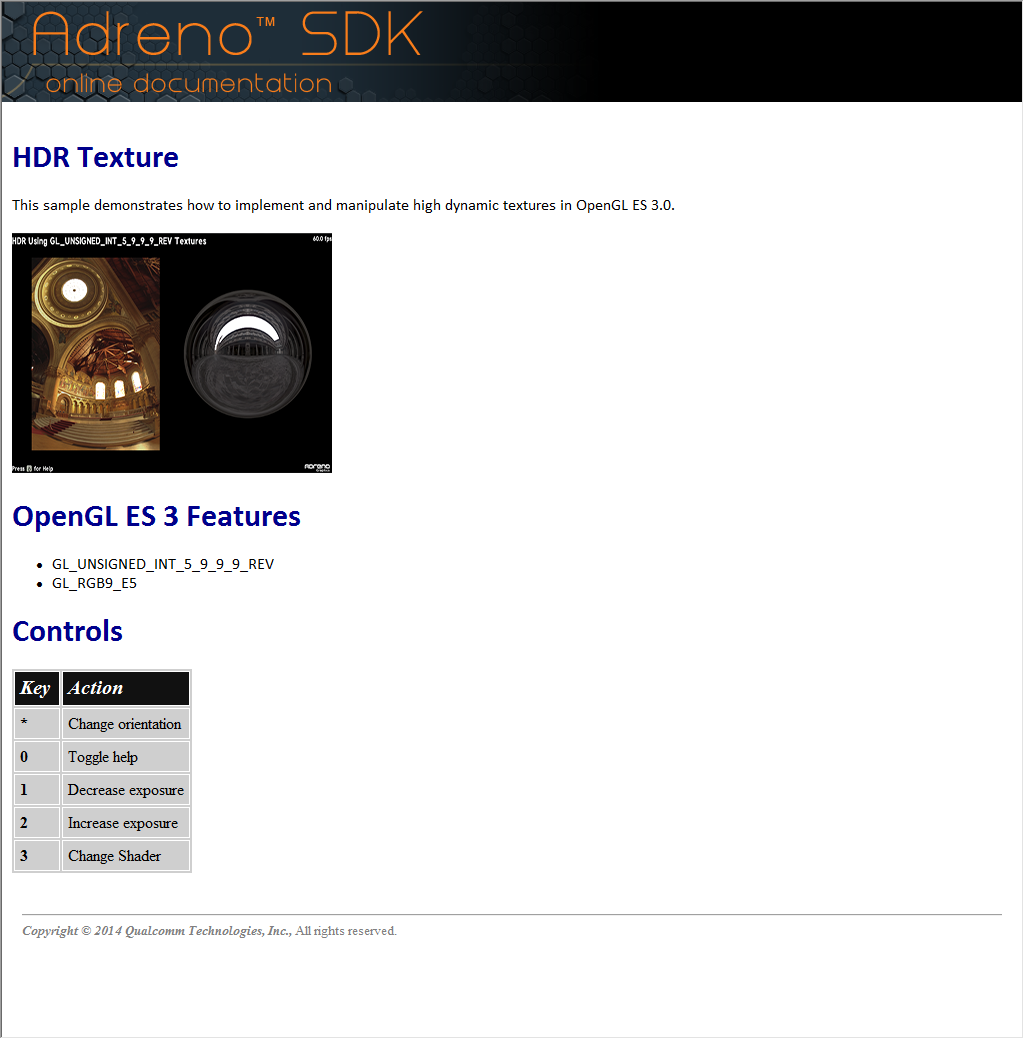 Adreno™ SDK
online documentation
HDR Texture
This sample demonstrates how to implement and manipulate high dynamic textures in OpenGL ES 3.0.
HDR Using GL_UNSIGNED_INT_5_9_9_9_REV Textures
60.0 fps
Press 0 for Help
Adreno
Graphics
OpenGL ES 3 Features
GL_UNSIGNED_INT_5_9_9_9_REV
GL_RGB9_E5
Controls
Key Action
* Change orientation
0 Toggle help
1 Decrease exposure
2 Increase exposure
3 Change Shader
Copyright © 2014 Qualcomm Technologies, Inc., All rights reserved.